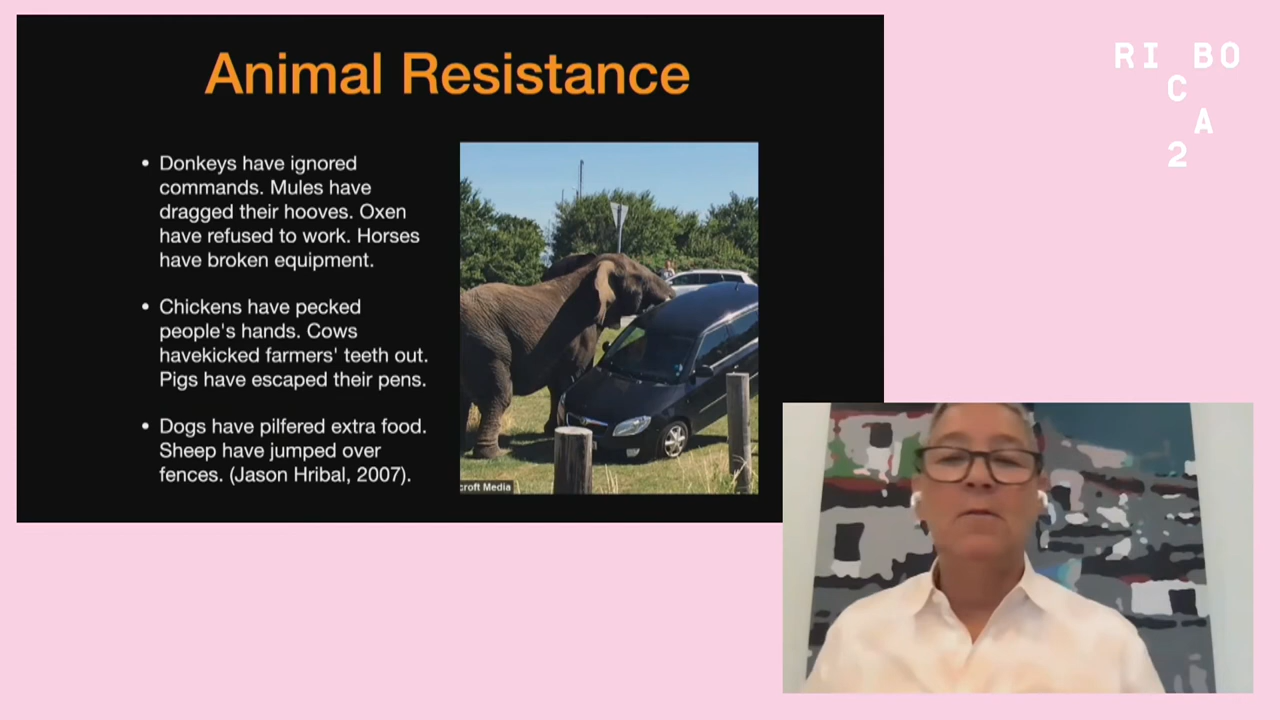 Animal Resistance
• Donkeys have ignored
commands. Mules have
dragged their hooves. Oxen
have refused to work. Horses
have broken equipment.
• Chickens have pecked
people's hands. Cows
havekicked farmers' teeth out.
Pigs have escaped their pens.
• Dogs have pilfered extra food.
Sheep have jumped over
fences. (Jason Hribal, 2007).
croft Media
RI BO
C
A
2